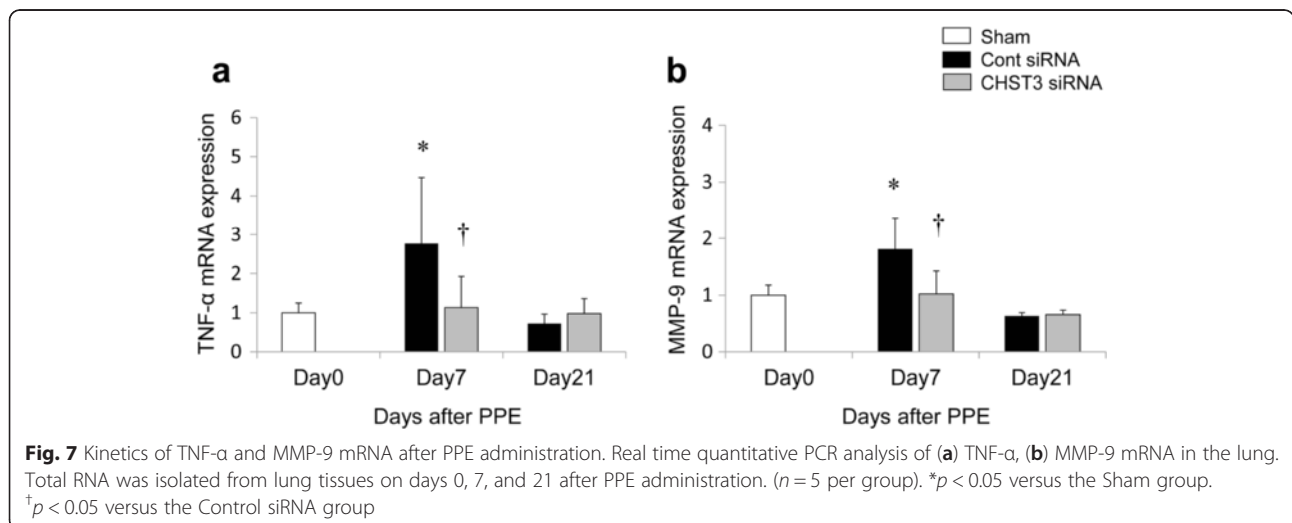 Sham
Cont siRNA
CHST3 siRNA
a
TNF-α mRNA expression
6
5
4
3
2
1
0
*
†
Day0 Day7 Day21
Days after PPE
b
MMP-9 mRNA expression
4
3
2
1
0
*
†
Day0 Day7 Day21
Days after PPE
Fig. 7 Kinetics of TNF-α and MMP-9 mRNA after PPE administration. Real time quantitative PCR analysis of (a) TNF-α, (b) MMP-9 mRNA in the lung.
Total RNA was isolated from lung tissues on days 0, 7, and 21 after PPE administration. (n = 5 per group). *p < 0.05 versus the Sham group.
†p < 0.05 versus the Control siRNA group